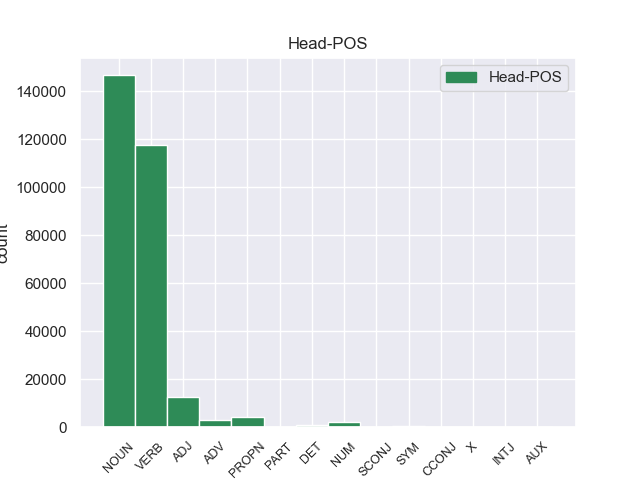 Head-POS
Head-POS
140000
120000
100000
80000
60000
40000
20000
0
count
NOUN
VERB
ADJ
ADV
PROPN
PART
DET
NUM
SCONJ
SYM
CCONJ
X
INTJ
AUX